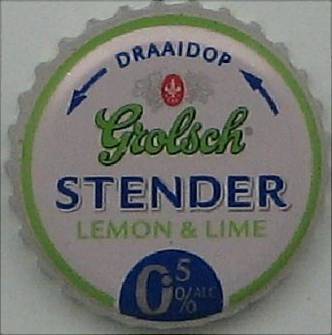 DRAAIDOP
Grolsch
STENDER
LEMON & LIME
0.5 % ALC